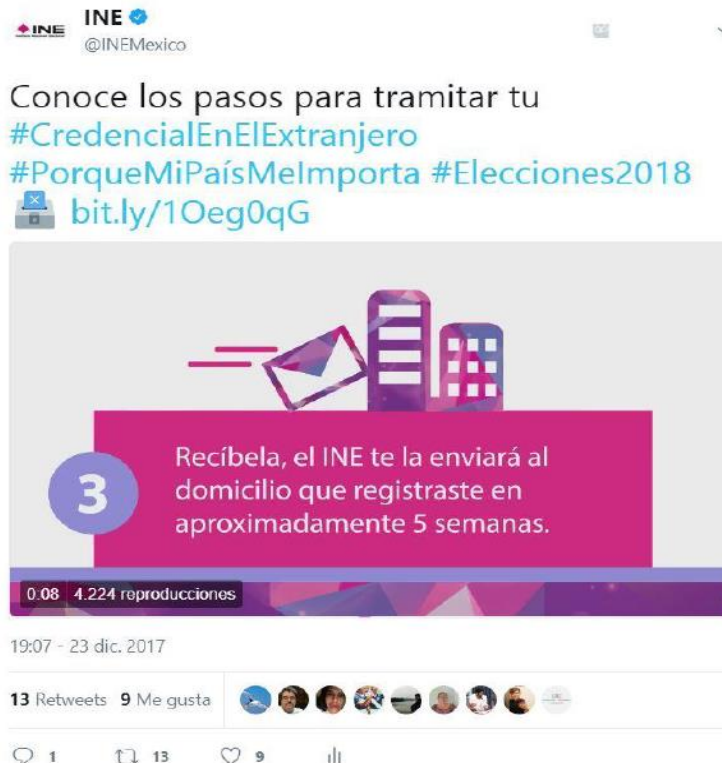 INE
INE
@INEMexico
Conoce los pasos para tramitar tu
#CredencialEnElExtranjero
#PorqueMiPaísMeImporta #Elecciones2018
bit.ly/1Oeg0qG
3
Recíbela, el INE te la enviará al
domicilio que registraste en
aproximadamente 5 semanas.
0:08 4.224 reproducciones
19:07 - 23 dic. 2017
13 Retweets 9 Me gusta
1 13 9